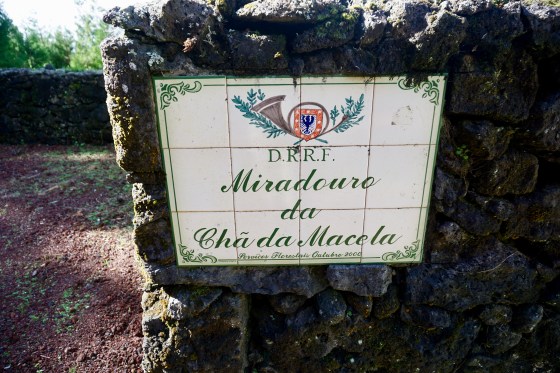 D.R.R.F.
Miradouro
da
Chã da Macela
Serviços Florestais Outubro 2000